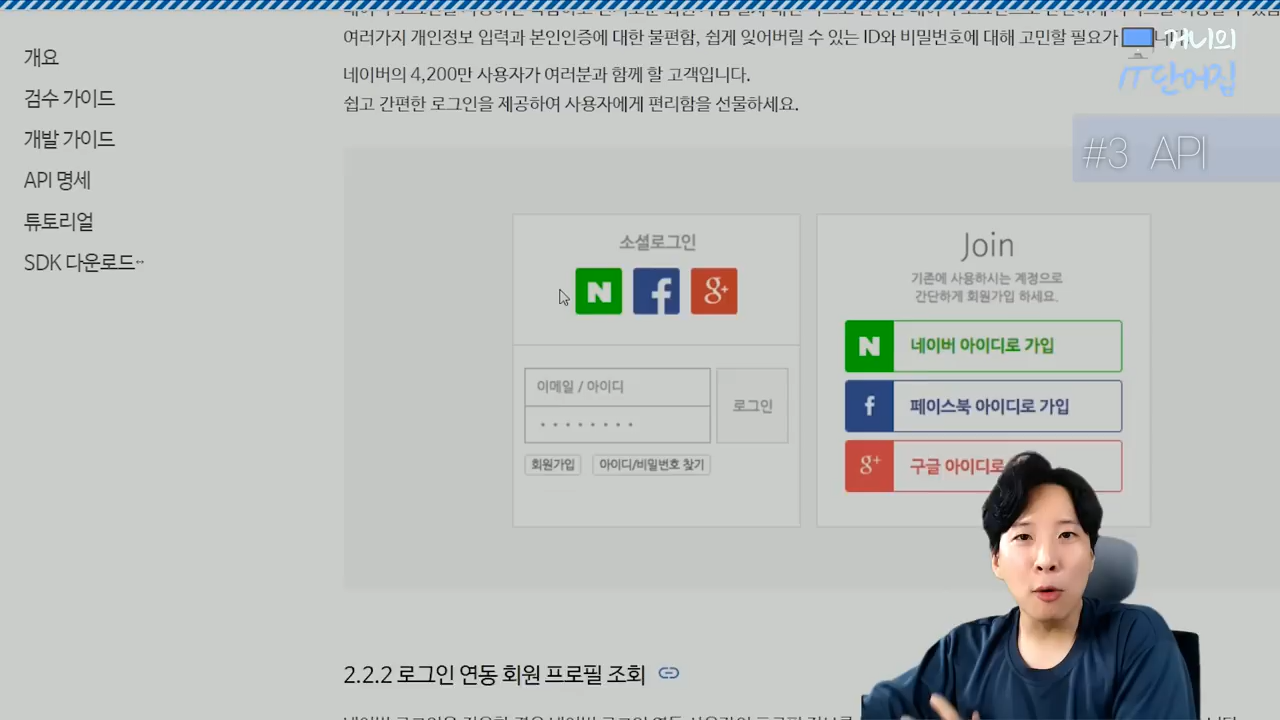 여러가지 개인정보 입력과 본인인증에 대한 불편함, 쉽게 잊어버릴 수 있는 ID와 비밀번호에 대해 고민할 필요가
네이버의 4,200만 사용자가 여러분과 함께 할 고객입니다.
쉽고 간편한 로그인을 제공하여 사용자에게 편리함을 선물하세요.
거니의
IT단어집
#3 API
개요
검수 가이드
개발 가이드
API 명세
튜토리얼
SDK 다운로드
소셜로그인
N f g+
이메일 / 아이디
로그인
회원가입 아이디/비밀번호 찾기
Join
기존에 사용하시는 계정으로
간단하게 회원가입 하세요.
N 네이버 아이디로 가입
f 페이스북 아이디로 가입
g+ 구글 아이디로
2.2.2 로그인 연동 회원 프로필 조회